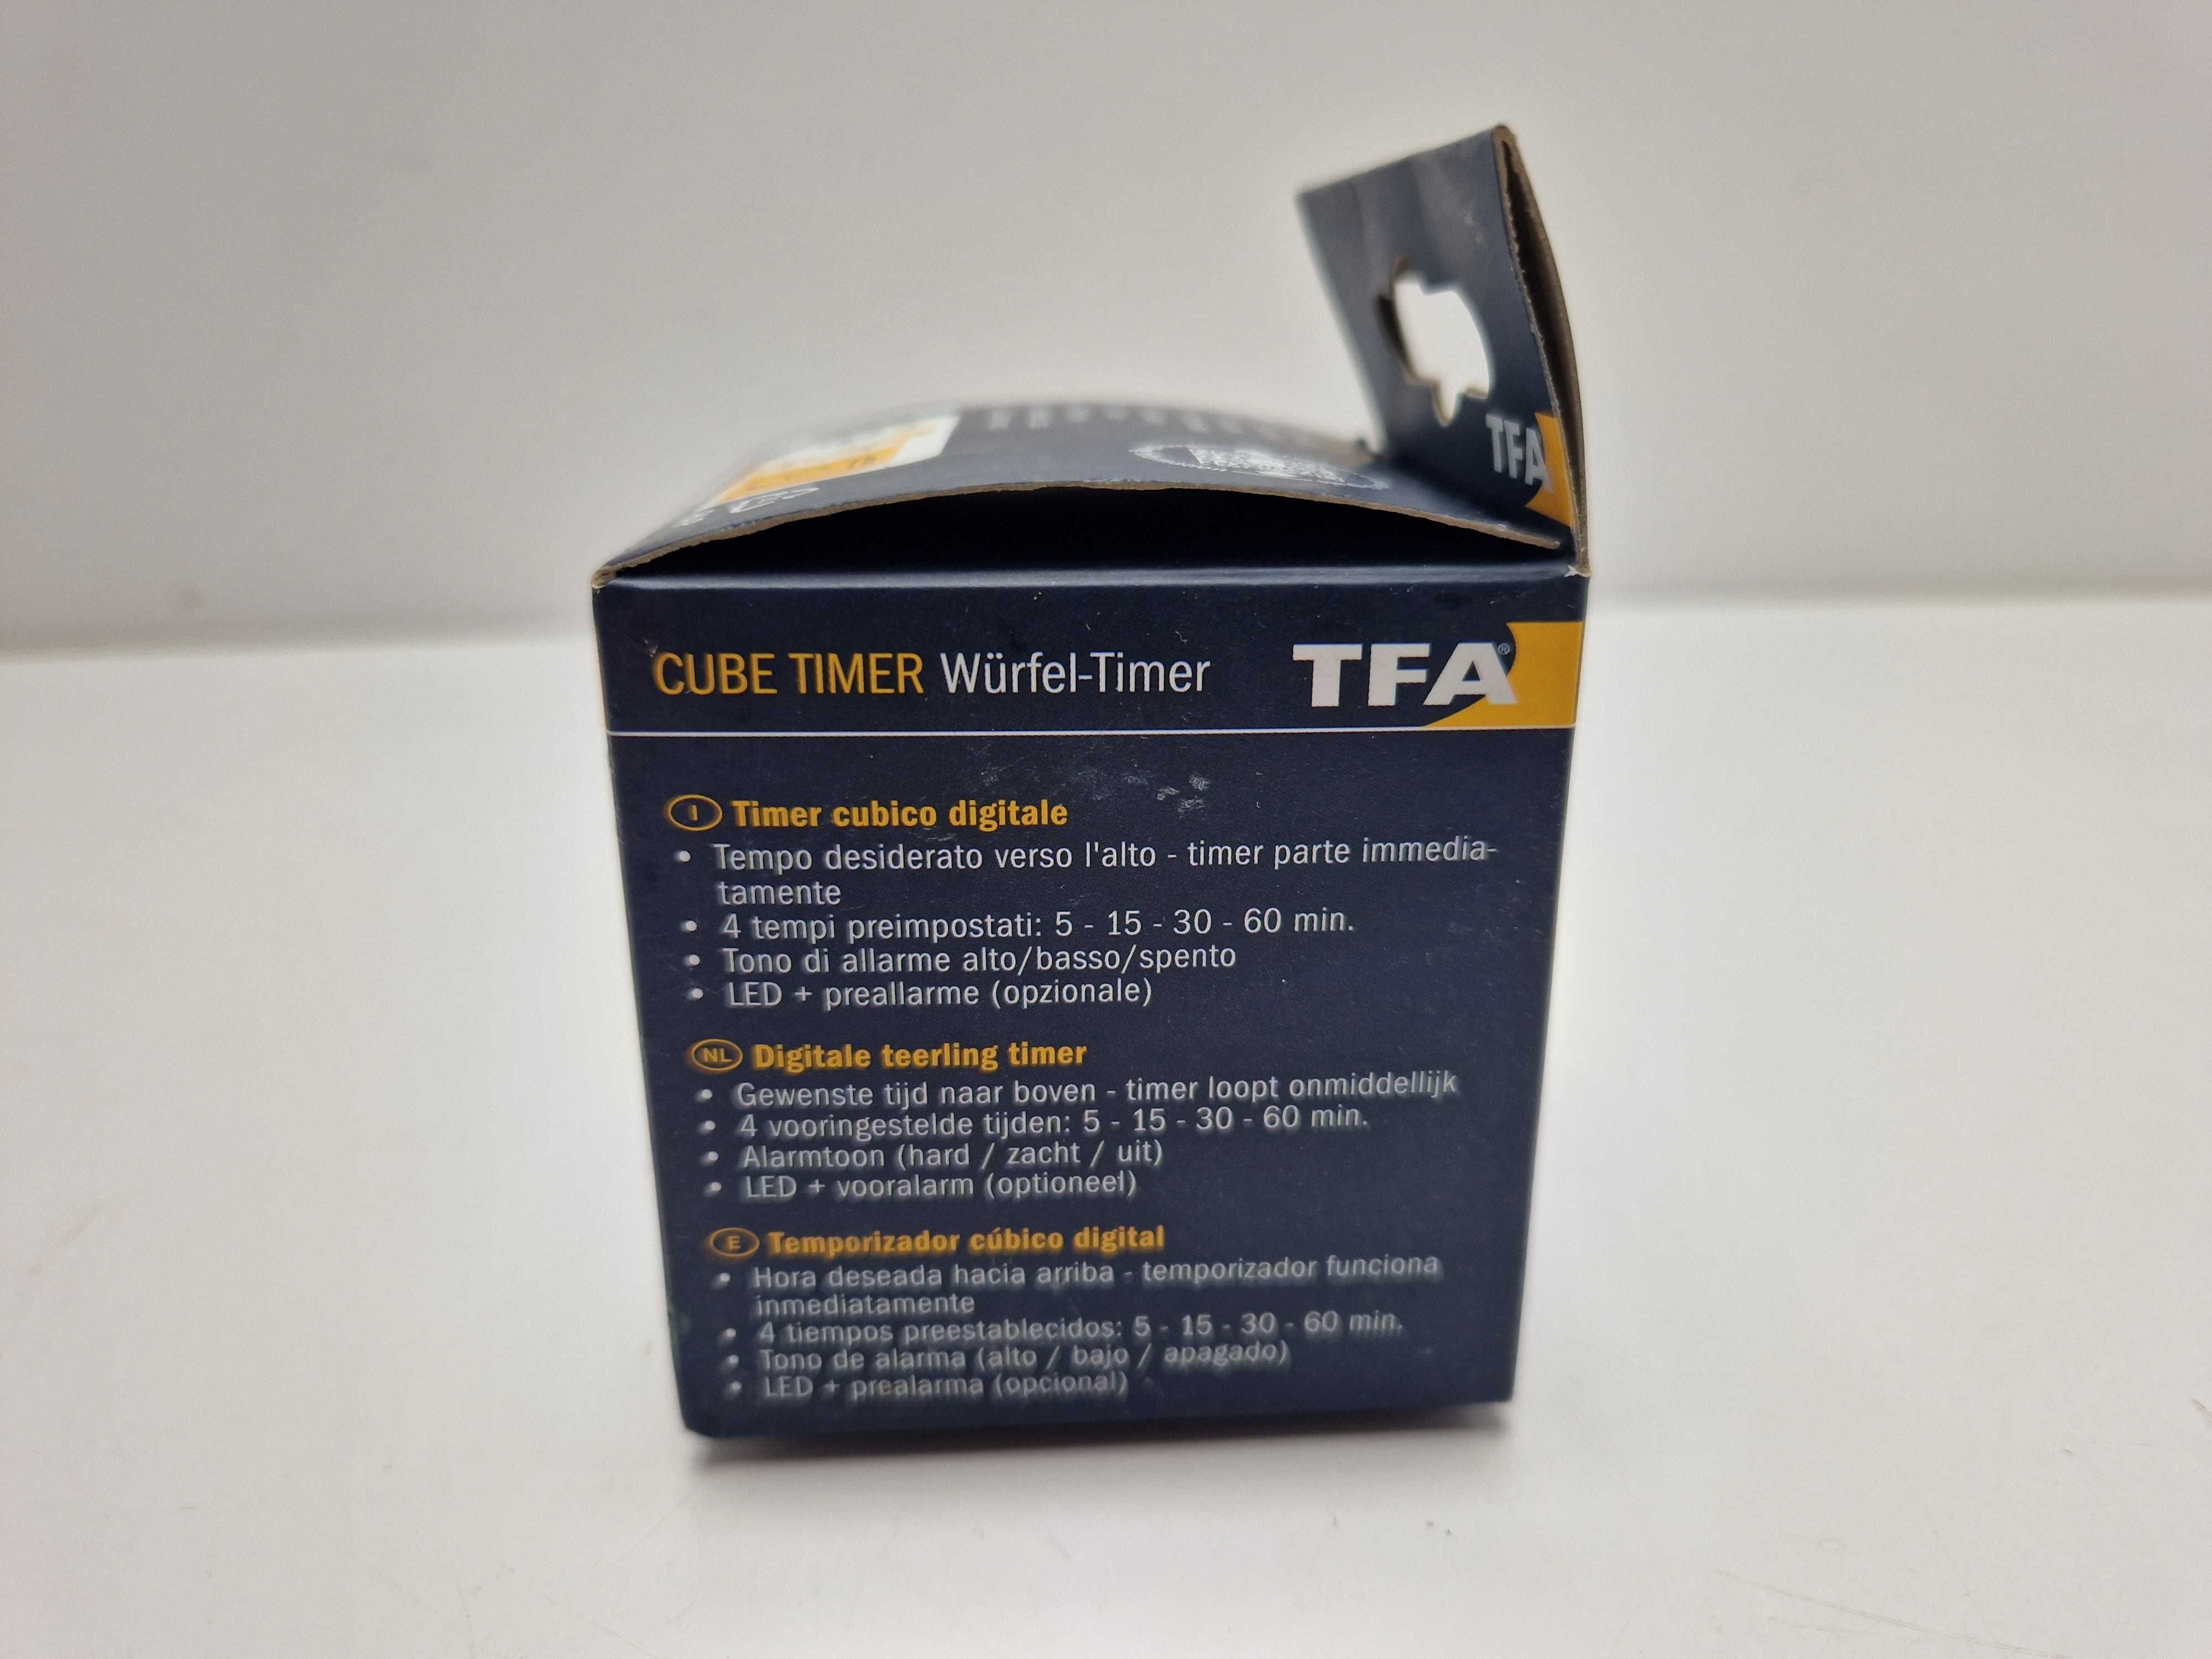 TFA
CUBE TIMER Würfel-Timer TFA®
I Timer cubico digitale
• Tempo desiderato verso l'alto - timer parte immedia-
tamente
• 4 tempi preimpostati: 5 - 15 - 30 - 60 min.
• Tono di allarme alto/basso/spento
• LED + preallarme (opzionale)
NL Digitale teerling timer
• Gewenste tijd naar boven - timer loopt onmiddellijk
• 4 vooringestelde tijden: 5 - 15 - 30 - 60 min.
• Alarmtoon (hard / zacht / uit)
• LED + vooralarm (optioneel)
E Temporizador cúbico digital
• Hora deseada hacia arriba - temporizador funciona
inmediatamente
• 4 tiempos preestablecidos: 5 - 15 - 30 - 60 min.
• Tono de alarma (alto / bajo / apagado)
• LED + prealarma (opcional)